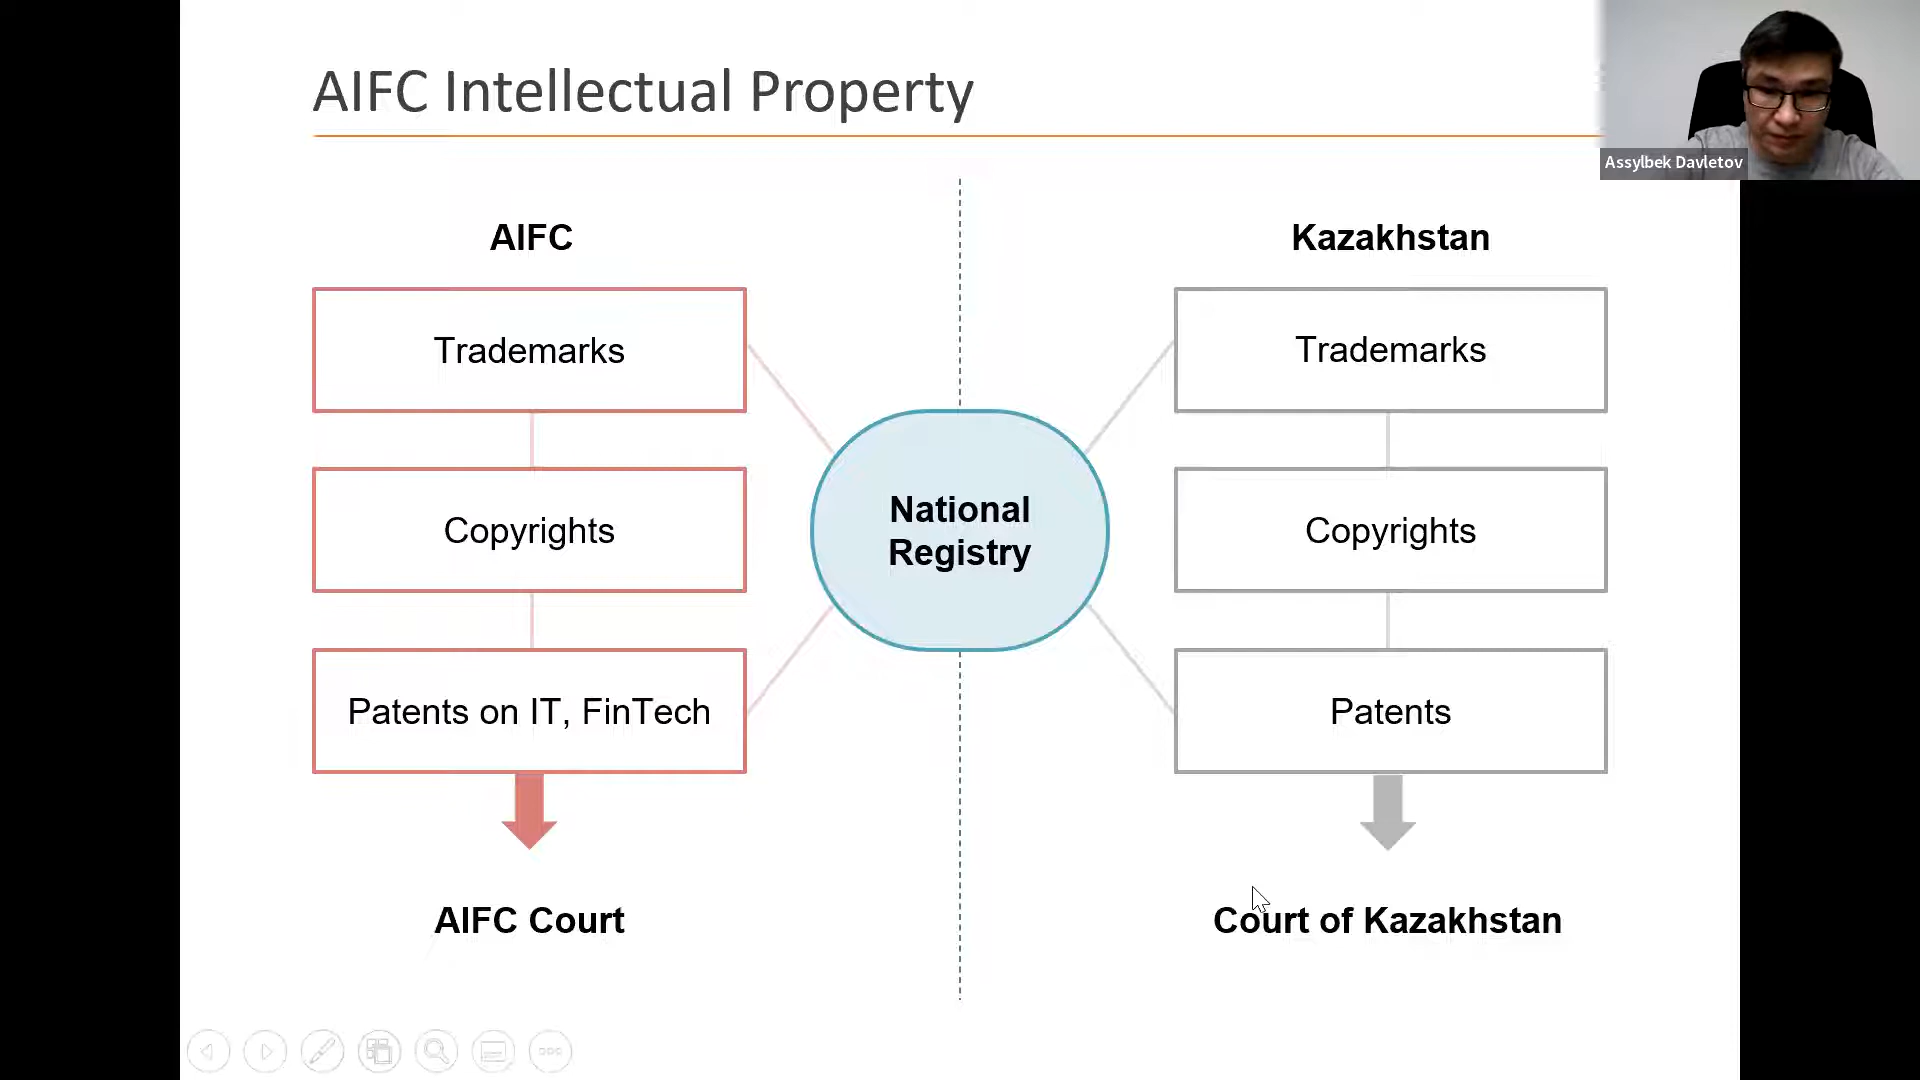 AIFC Intellectual Property
Assylbek Davletov
AIFC
Kazakhstan
Trademarks
Trademarks
National
Registry
Copyrights
Copyrights
Patents on IT, FinTech
Patents
AIFC Court
Court of Kazakhstan